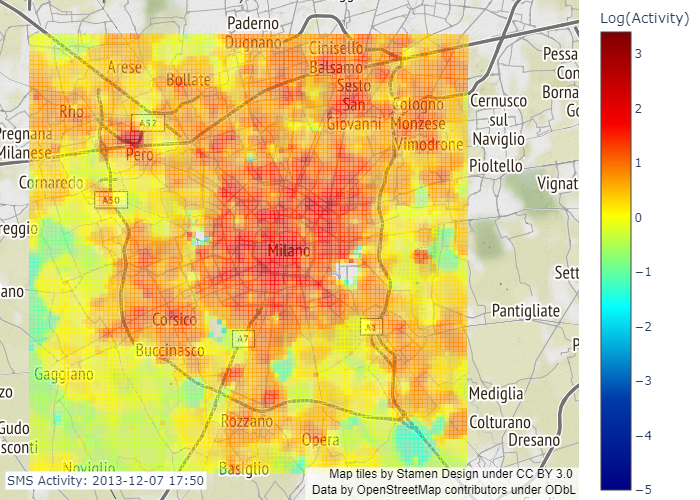 Log(Activity)
Paderno
Dugnano
Cinisello
Balsamo
Arese
Bollate
Sesto
San
Giovanni
Rho
Cologno
Monzese
Vimodrone
A52
Pero
Pregnana
Milanese
Cornaredo
A50
reggio
ano
Milano
Corsico
A7
A1
Buccinasco
Gaggiano
zo
Gudo
sconti
Rozzano
Opera
Noviglio
Basiglio
Pessa
Con
Borna
Go
Cernusco
sul
Naviglio
Pioltello
Vignat
Sett
Pantigliate
P
Mediglia
Colturano
Dresano
3
2
1
0
−1
−2
−3
−4
−5
SMS Activity: 2013-12-07 17:50
Map tiles by Stamen Design under CC BY 3.0
Data by OpenStreetMap contributors under ODbL